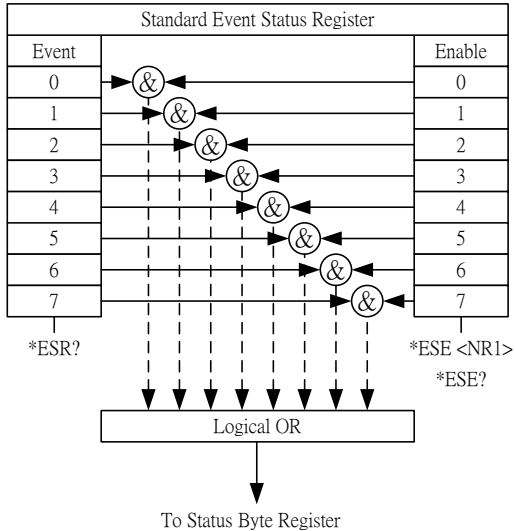 Standard Event Status Register
Event Enable
0 & 0
1 & 1
2 & 2
3 & 3
4 & 4
5 & 5
6 & 6
7 & 7
*ESR? *ESE <NR1>
*ESE?
Logical OR
To Status Byte Register